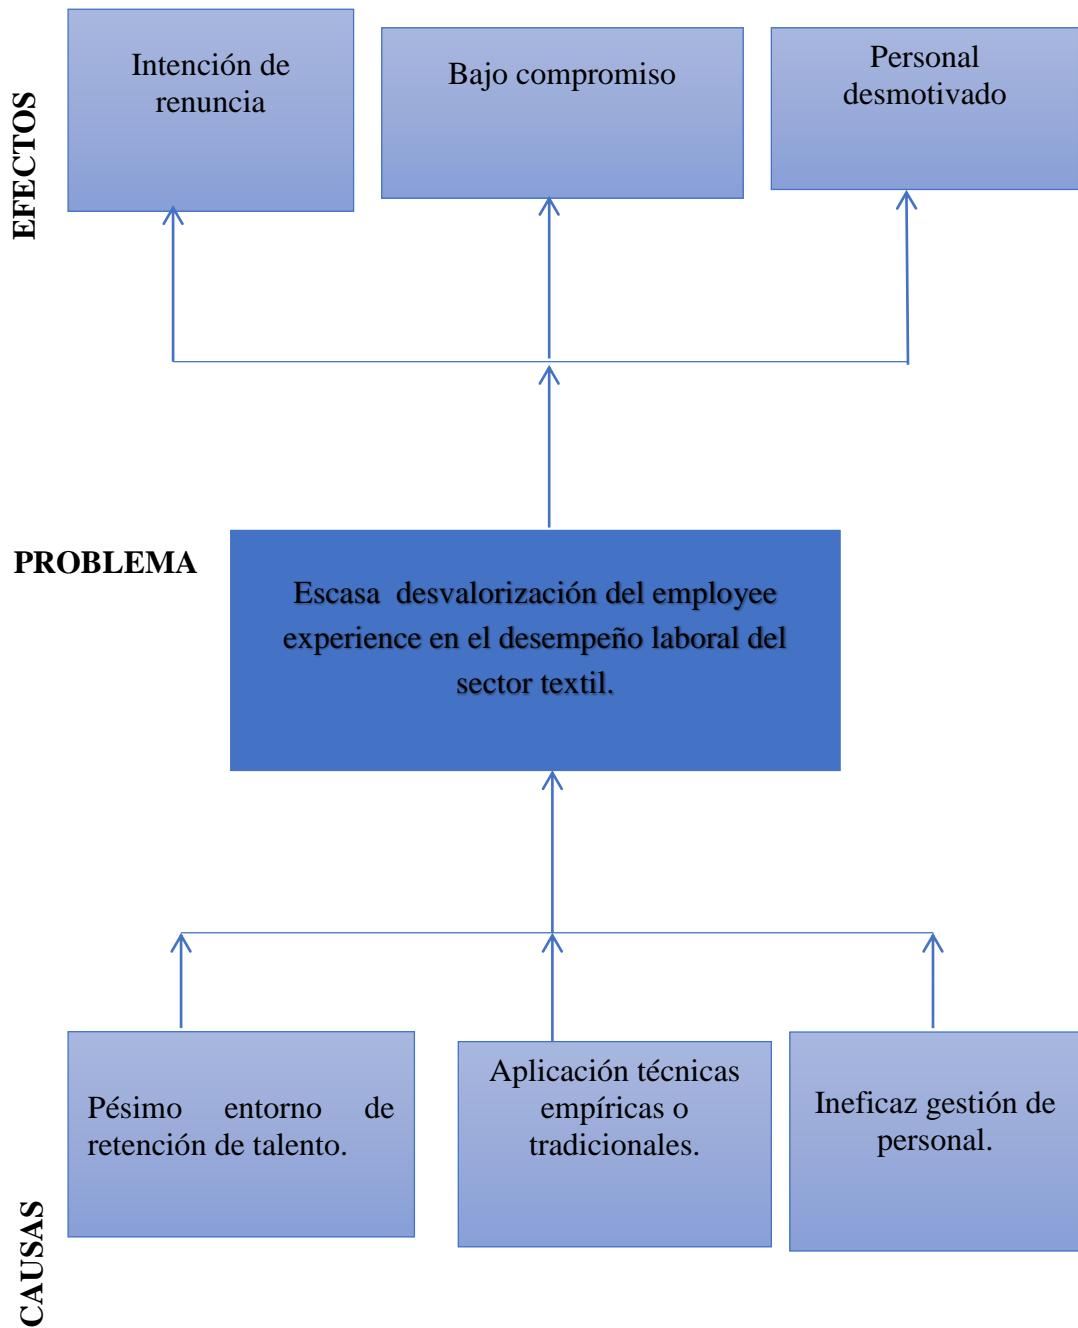 EFECTOS
Intención de
renuncia
Bajo compromiso
Personal
desmotivado
PROBLEMA
Escasa desvalorización del employee
experience en el desempeño laboral del
sector textil.
CAUSAS
Pésimo entorno de
retención de talento.
Aplicación técnicas
empíricas o
tradicionales.
Ineficaz gestión de
personal.